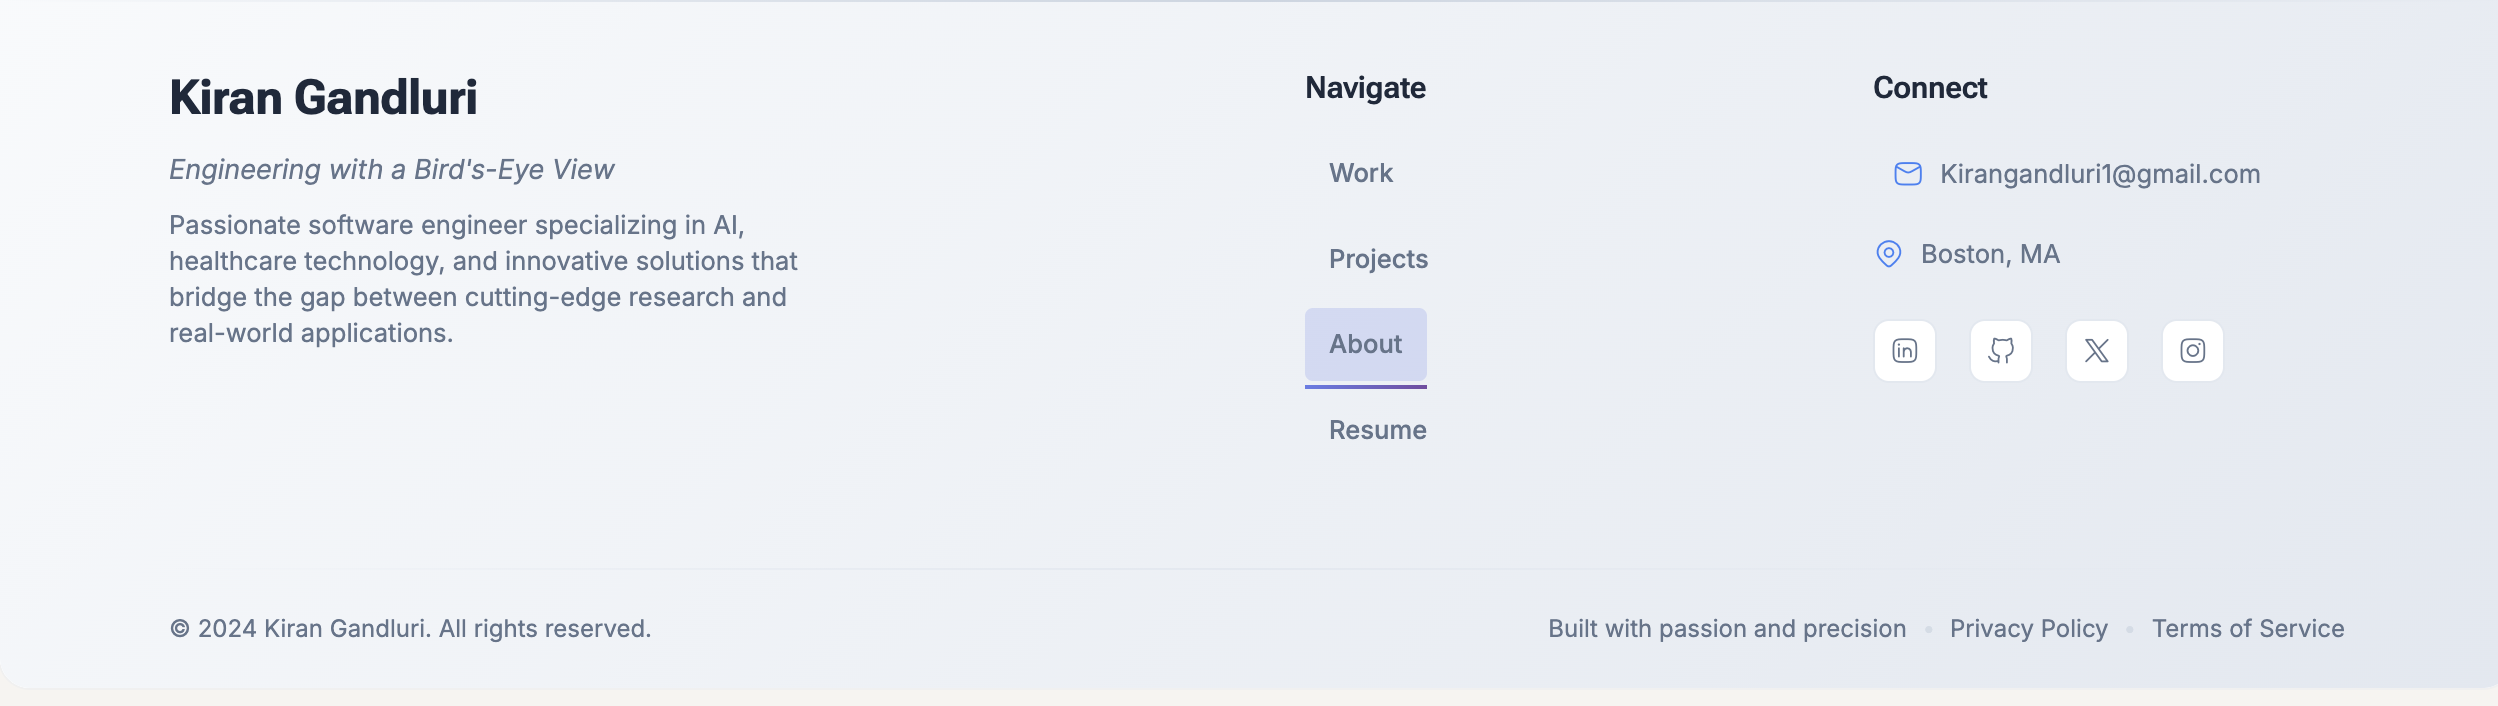 Kiran Gandluri
Engineering with a Bird's-Eye View
Passionate software engineer specializing in AI,
healthcare technology, and innovative solutions that
bridge the gap between cutting-edge research and
real-world applications.
Navigate
Work
Projects
About
Resume
Connect
Kirangandluri1@gmail.com
Boston, MA
© 2024 Kiran Gandluri. All rights reserved.
Built with passion and precision • Privacy Policy • Terms of Service